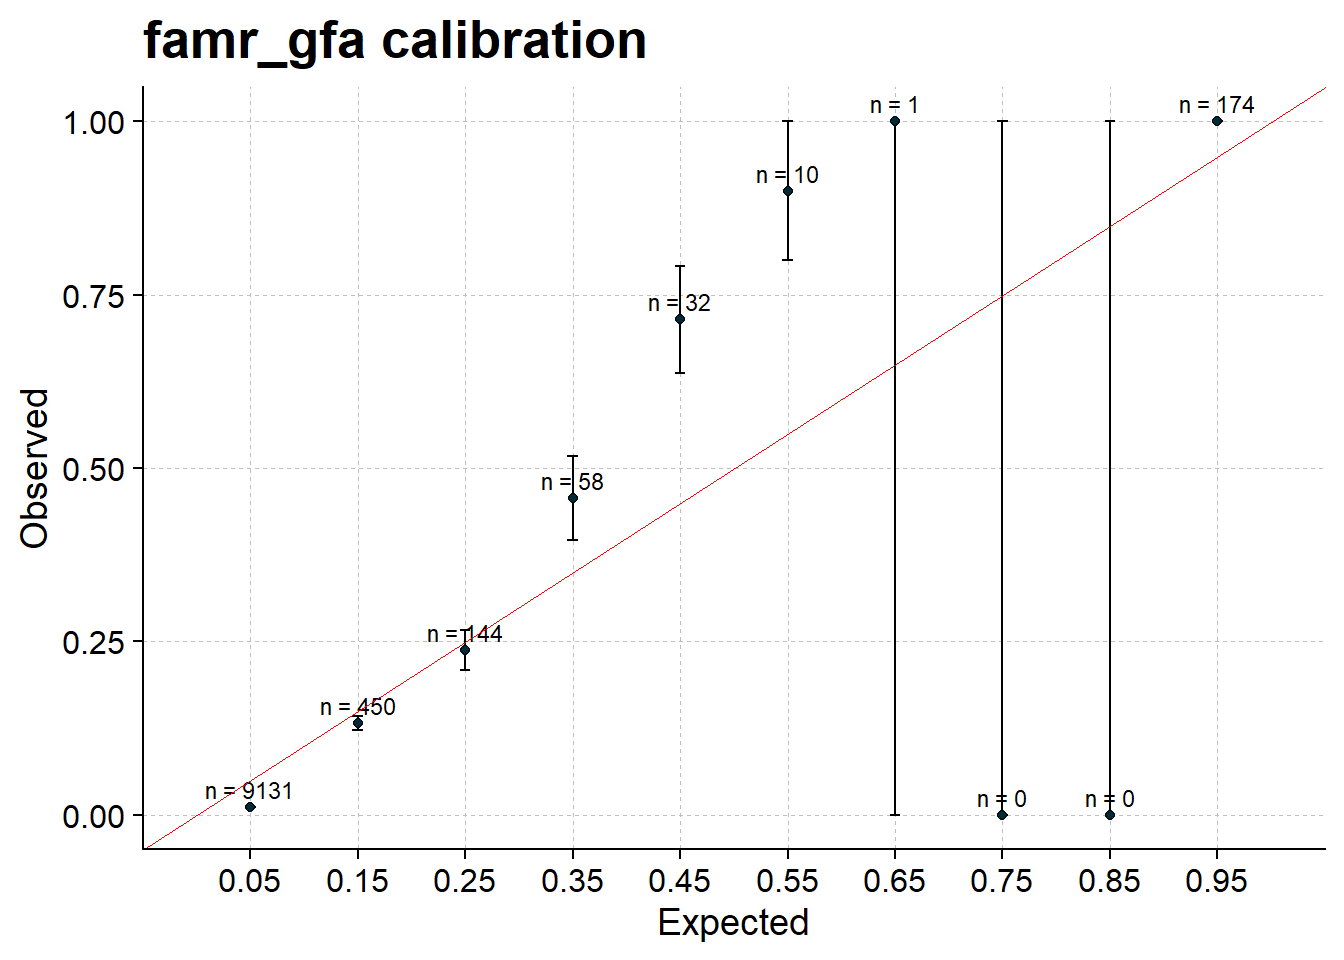 famr_gfa calibration
n = 1
n = 174
1.00
n = 10
0.75
n = 32
Observed
0.50
n = 58
n = 144
0.25
n = 450
n = 9131
n = 0
n = 0
0.00
0.05 0.15 0.25 0.35 0.45 0.55 0.65 0.75 0.85 0.95
Expected